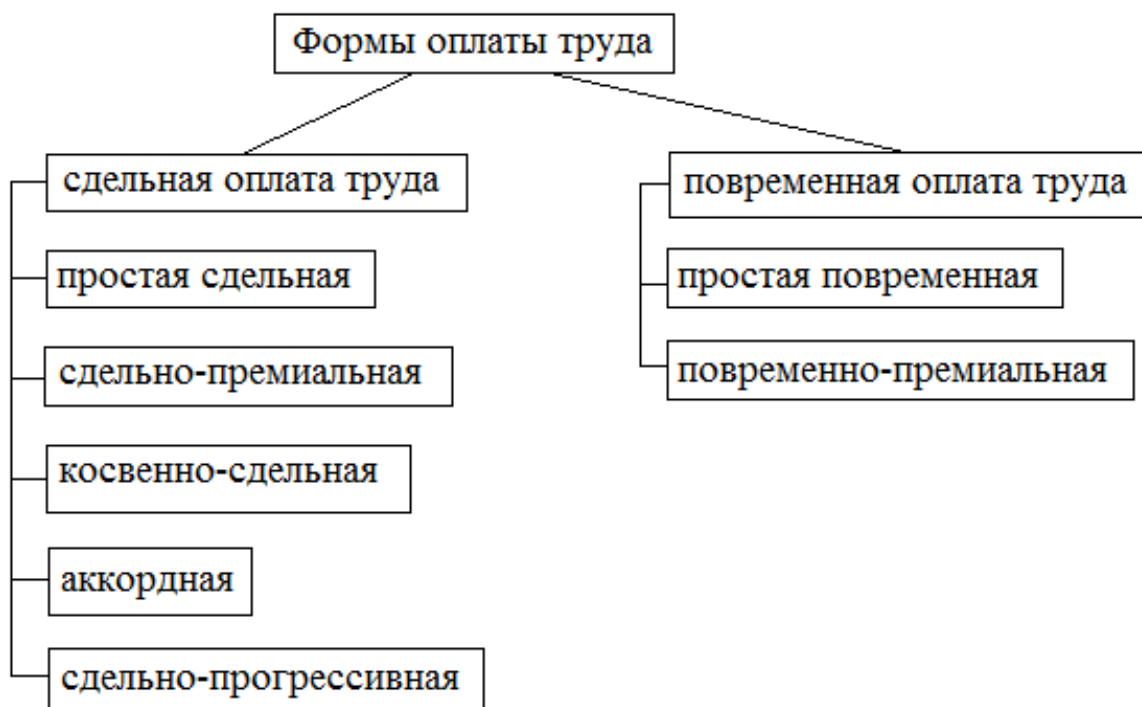 Формы оплаты труда
сдельная оплата труда
простая сдельная
сдельно-премиальная
косвенно-сдельная
аккордная
сдельно-прогрессивная
повременная оплата труда
простая повременная
повременно-премиальная